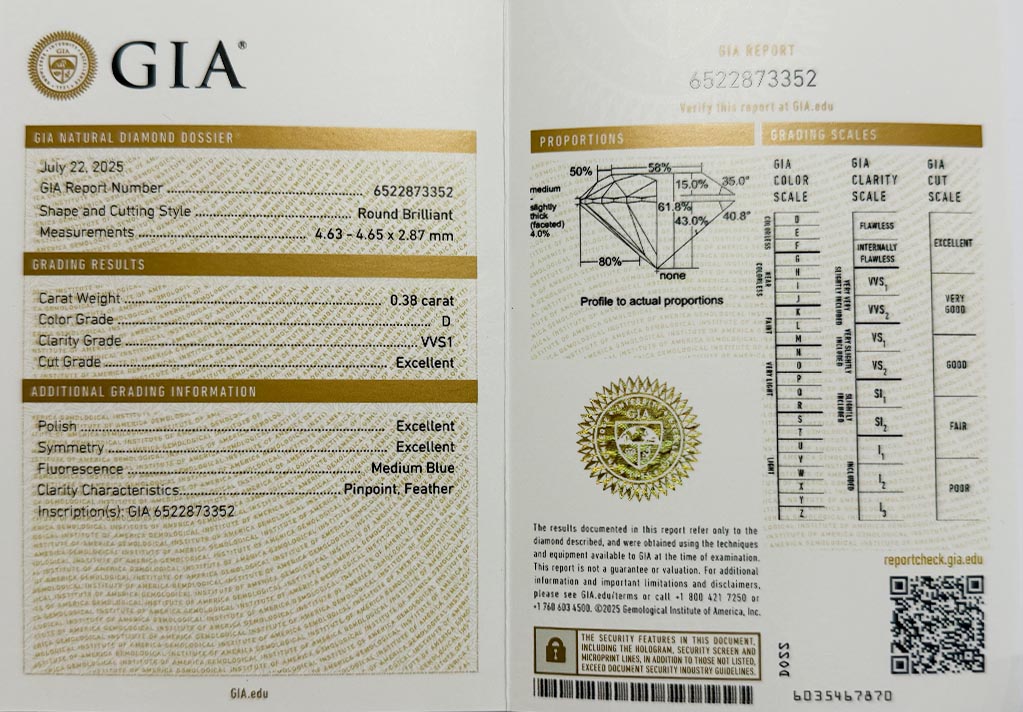 GIA®
GIA NATURAL DIAMOND DOSSIER®
July 22, 2025
GIA Report Number 6522873352
Shape and Cutting Style Round Brilliant
Measurements 4.63 - 4.65 x 2.87 mm
GRADING RESULTS
Carat Weight 0.38 carat
Color Grade D
Clarity Grade VVS1
Cut Grade Excellent
ADDITIONAL GRADING INFORMATION
Polish Excellent
Symmetry Excellent
Fluorescence Medium Blue
Clarity Characteristics Pinpoint, Feather
Inscription(s): GIA 6522873352
GIA.edu
GIA REPORT
6522873352
Verify this report at GIA.edu
PROPORTIONS
50%
58%
medium
-
slightly
thick
(faceted)
4.0%
15.0%
35.0°
61.8%
43.0%
40.8°
80%
none
Profile to actual proportions
GIA
The results documented in this report refer only to the
diamond described, and were obtained using the techniques
and equipment available to GIA at the time of examination.
This report is not a guarantee or valuation. For additional
information and important limitations and disclaimers,
please see GIA.edu/terms or call +1 800 421 7250 or
+1 760 603 4500. ©2025 Gemological Institute of America, Inc.
THE SECURITY FEATURES IN THIS DOCUMENT,
INCLUDING THE HOLOGRAM, SECURITY SCREEN AND
MICROPRINT LINES, IN ADDITION TO THOSE NOT LISTED,
EXCEED DOCUMENT SECURITY INDUSTRY GUIDELINES.
GRADING SCALES
GIA
COLOR
SCALE
COLORLESS
D
E
F
NEAR
COLORLESS
G
H
I
J
FAINT
K
L
M
VERY LIGHT
N
O
P
Q
R
LIGHT
S
T
U
V
W
X
Y
Z
GIA
CLARITY
SCALE
FLAWLESS
INTERNALLY
FLAWLESS
VERY VERY
SLIGHTLY INCLUDED
VVS1
VVS2
VERY SLIGHTLY
INCLUDED
VS1
VS2
SLIGHTLY
INCLUDED
SI1
SI2
INCLUDED
I1
I2
I3
GIA
CUT
SCALE
EXCELLENT
VERY
GOOD
GOOD
FAIR
POOR
reportcheck.gia.edu
DOSS
6035467870